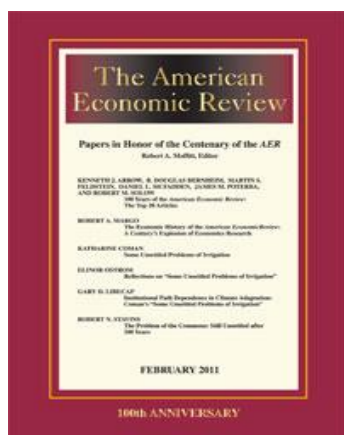 The American
Economic Review
Papers in Honor of the Centenary of the AER
Robert A. Moffitt, Editor
KENNETH J. ARROW, B. DOUGLAS BERNHEIM, MARTIN S.
FELDSTEIN, DANIEL L. MCFADDEN, JAMES M. POTERBA,
AND ROBERT M. SOLOW
100 Years of the American Economic Review:
The Top 20 Articles
ROBERT A. MARGO
The Economic History of the American Economic Review:
A Century's Explosion of Economics Research
KATHARINE COMAN
Some Unsettled Problems of Irrigation
ELINOR OSTROM
Reflections on "Some Unsettled Problems of Irrigation"
GARY D. LIBECAP
Institutional Path Dependence in Climate Adaptation:
Coman's "Some Unsettled Problems of Irrigation"
ROBERT N. STAVINS
The Problem of the Commons: Still Unsettled after
100 Years
FEBRUARY 2011
100th ANNIVERSARY